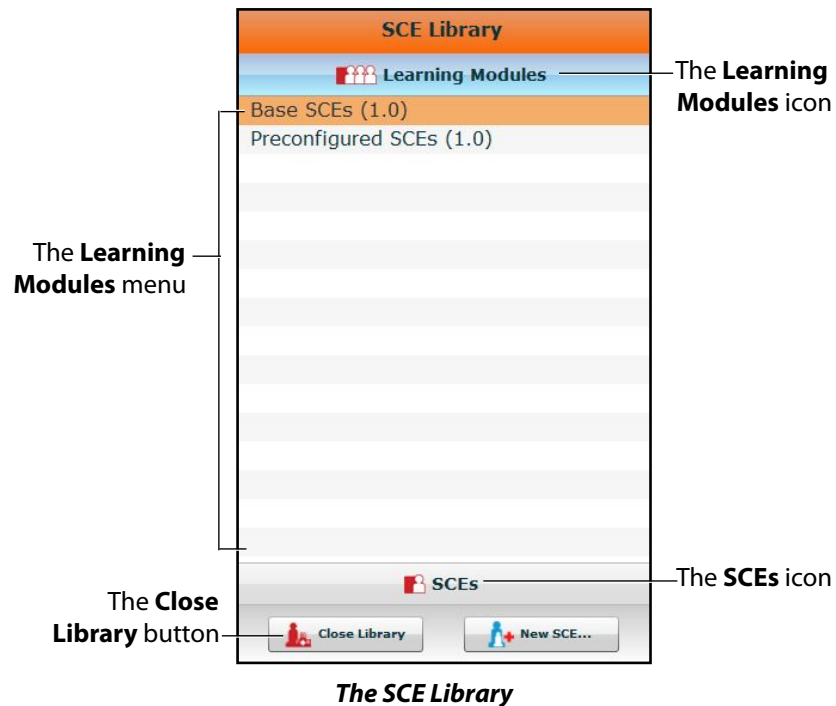 SCE Library
Learning Modules
The Learning
Modules icon
Base SCEs (1.0)
Preconfigured SCEs (1.0)
The Learning
Modules menu
SCEs
The SCEs icon
The Close
Library button
Close Library
New SCE...
The SCE Library